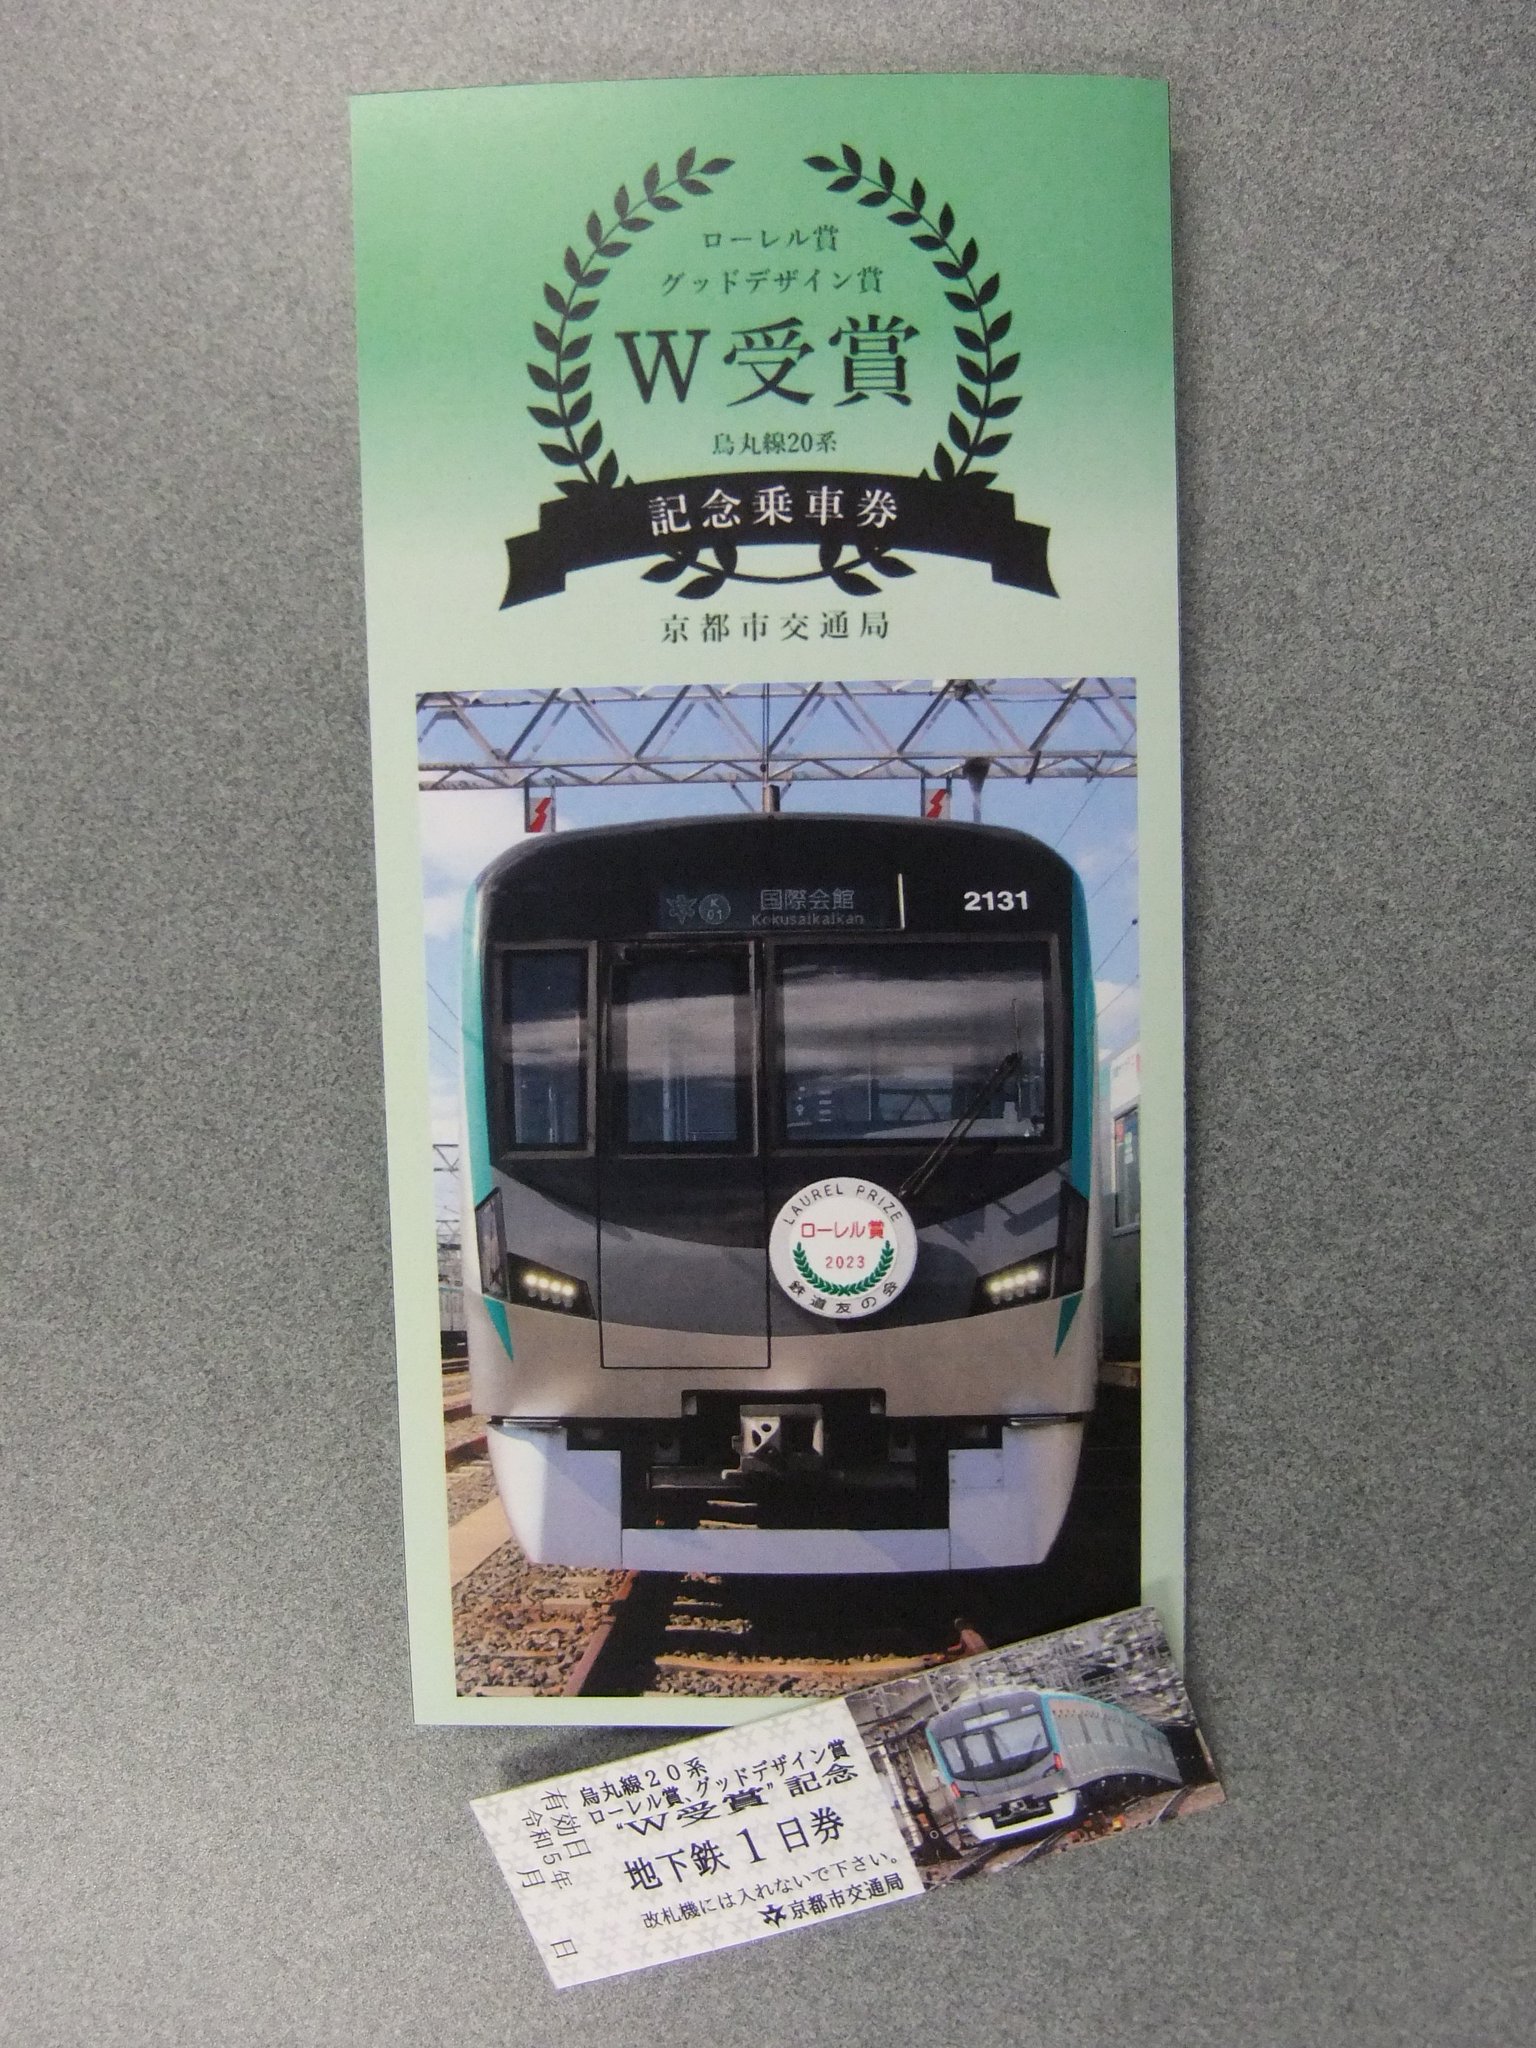 ローレル賞
グッドデザイン賞
W受賞
烏丸線20系
記念乗車券
京都市交通局
K
01
国際会館
Kokusaikaikan
2131
LAUREL PRIZE
ローレル賞
2023
鉄道友の会
烏丸線20系
ローレル賞、グッドデザイン賞
“W受賞”記念
地下鉄1日券
改札機には入れないで下さい。
京都市交通局
有効日
令和5年 月 日